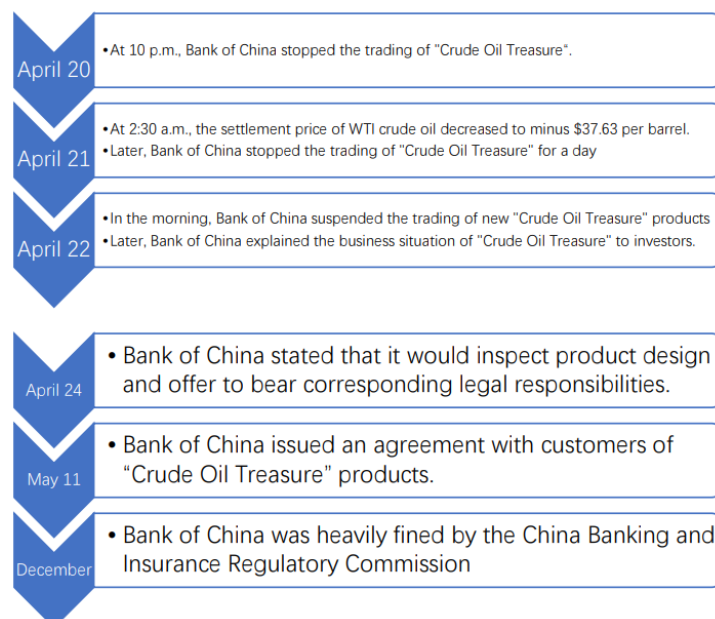 April 20
•At 10 p.m., Bank of China stopped the trading of "Crude Oil Treasure“.
April 21
•At 2:30 a.m., the settlement price of WTI crude oil decreased to minus $37.63 per barrel.
•Later, Bank of China stopped the trading of "Crude Oil Treasure" for a day
April 22
•In the morning, Bank of China suspended the trading of new "Crude Oil Treasure" products
•Later, Bank of China explained the business situation of "Crude Oil Treasure" to investors.
April 24
• Bank of China stated that it would inspect product design
and offer to bear corresponding legal responsibilities.
May 11
• Bank of China issued an agreement with customers of
“Crude Oil Treasure” products.
December
• Bank of China was heavily fined by the China Banking and
Insurance Regulatory Commission